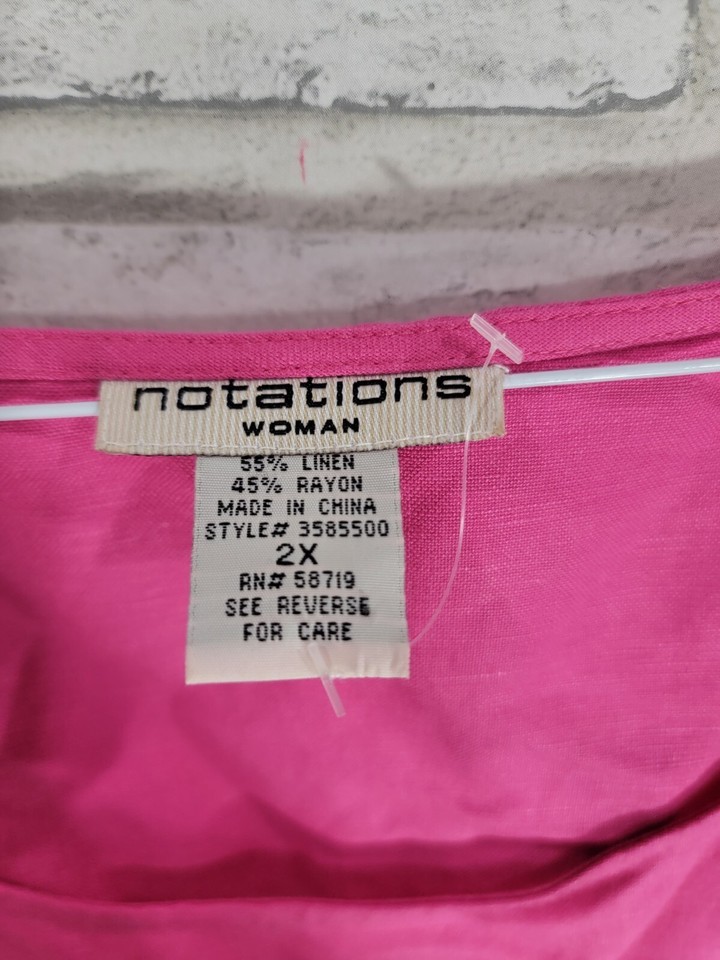 notations
WOMAN
55% LINEN
45% RAYON
MADE IN CHINA
STYLE# 3585500
2X
RN# 58719
SEE REVERSE
FOR CARE